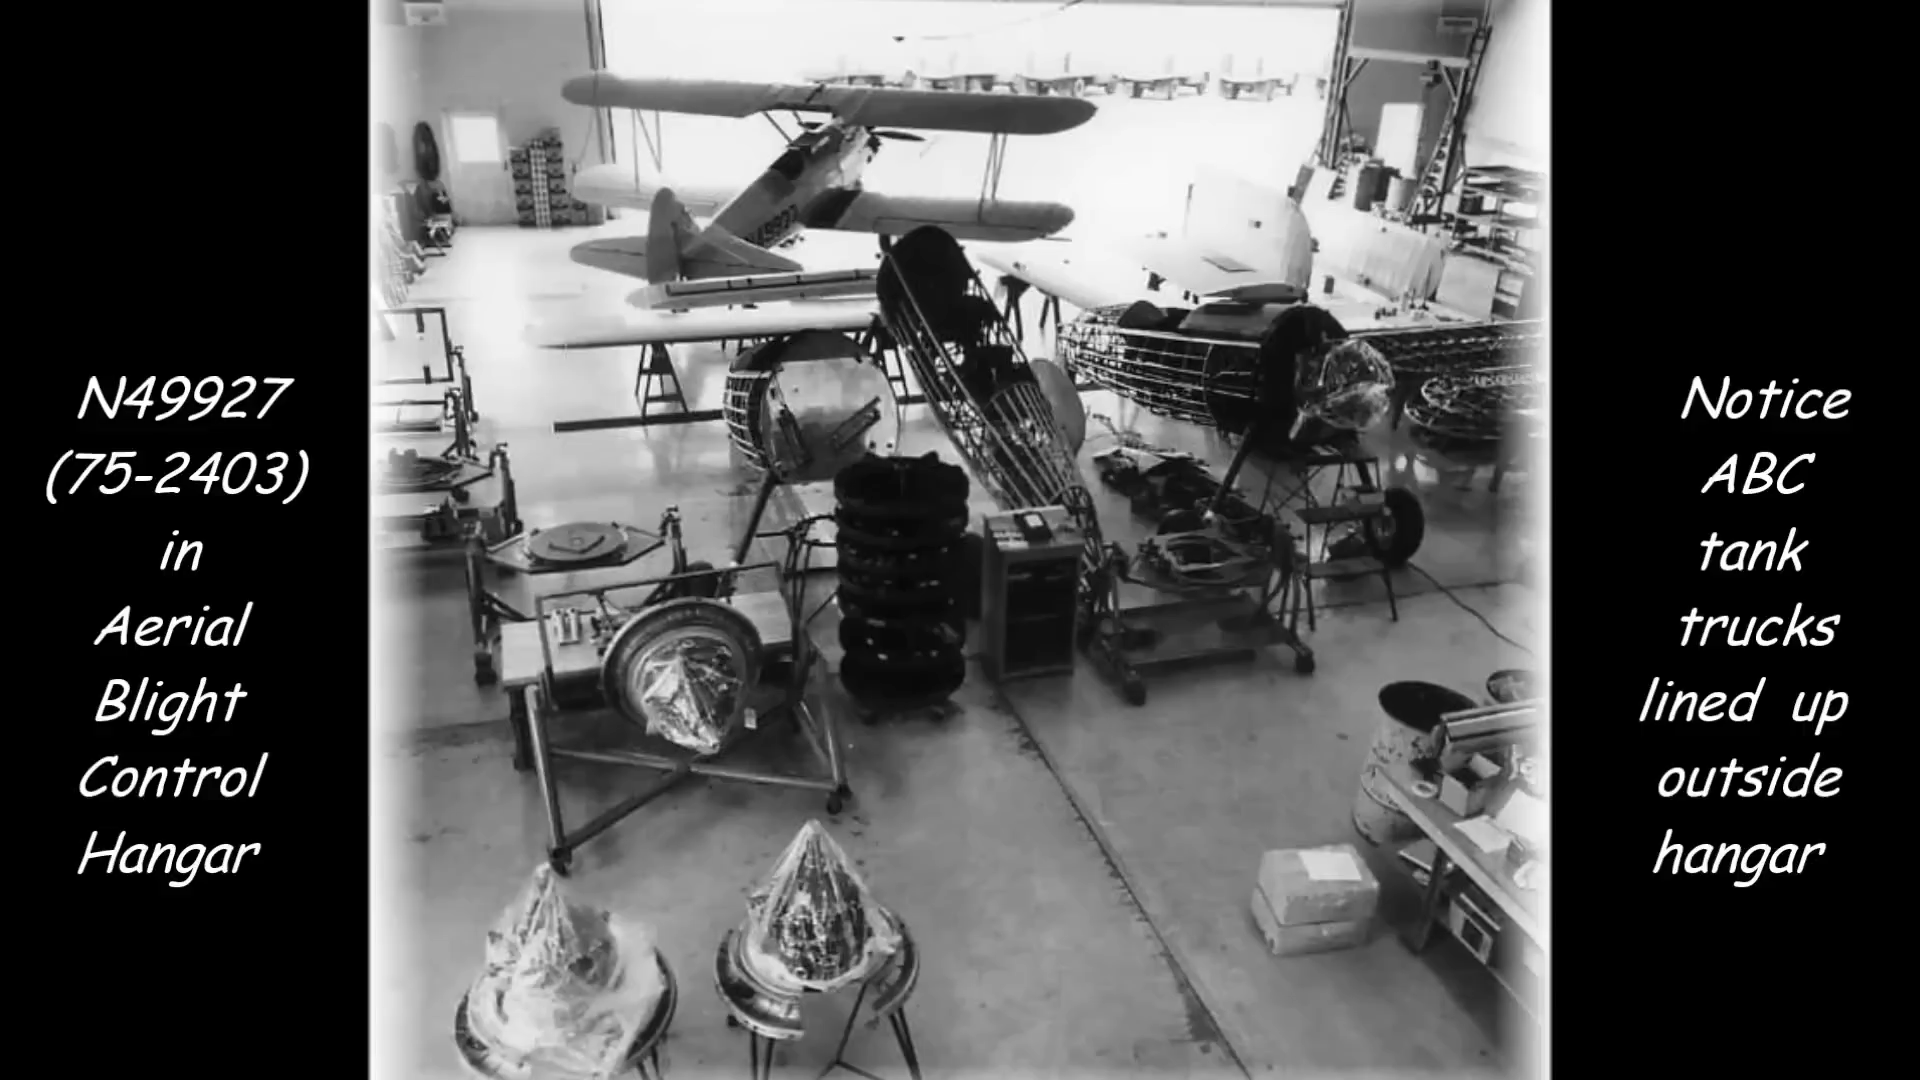 N49927
(75-2403)
in
Aerial
Blight
Control
Hangar
Notice
ABC
tank
trucks
lined up
outside
hangar